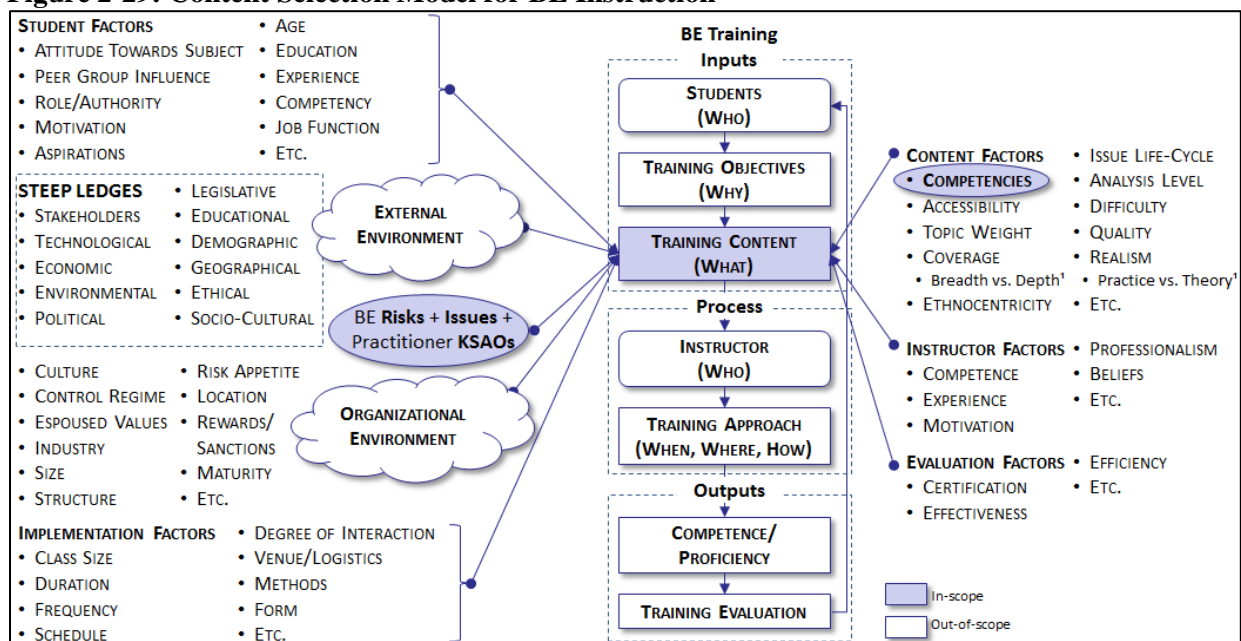 Figure 2-29: Content Selection Model for BE Instruction
STUDENT FACTORS
• ATTITUDE TOWARDS SUBJECT
• PEER GROUP INFLUENCE
• ROLE/AUTHORITY
• MOTIVATION
• ASPIRATIONS
• AGE
• EDUCATION
• EXPERIENCE
• COMPETENCY
• JOB FUNCTION
• ETC.
STEEP LEDGES
• STAKEHOLDERS
• TECHNOLOGICAL
• ECONOMIC
• ENVIRONMENTAL
• POLITICAL
• LEGISLATIVE
• EDUCATIONAL
• DEMOGRAPHIC
• GEOGRAPHICAL
• ETHICAL
• SOCIO-CULTURAL
EXTERNAL
ENVIRONMENT
BE Risks + Issues +
Practitioner KSAOs
• CULTURE
• CONTROL REGIME
• ESPOUSED VALUES
• INDUSTRY
• SIZE
• STRUCTURE
• RISK APPETITE
• LOCATION
• REWARDS/
SANCTIONS
• MATURITY
• ETC.
ORGANIZATIONAL
ENVIRONMENT
IMPLEMENTATION FACTORS
• CLASS SIZE
• DURATION
• FREQUENCY
• SCHEDULE
• DEGREE OF INTERACTION
• VENUE/LOGISTICS
• METHODS
• FORM
• ETC.
BE Training
Inputs
STUDENTS
(WHO)
TRAINING OBJECTIVES
(WHY)
TRAINING CONTENT
(WHAT)
Process
INSTRUCTOR
(WHO)
TRAINING APPROACH
(WHEN, WHERE, HOW)
Outputs
COMPETENCE/
PROFICIENCY
TRAINING EVALUATION
CONTENT FACTORS
• COMPETENCIES
• ACCESSIBILITY
• TOPIC WEIGHT
• COVERAGE
• Breadth vs. Depth¹
• ETHNOCENTRICITY
• ISSUE LIFE-CYCLE
• ANALYSIS LEVEL
• DIFFICULTY
• QUALITY
• REALISM
• Practice vs. Theory¹
• ETC.
INSTRUCTOR FACTORS
• COMPETENCE
• EXPERIENCE
• MOTIVATION
• PROFESSIONALISM
• BELIEFS
• ETC.
EVALUATION FACTORS
• CERTIFICATION
• EFFECTIVENESS
• EFFICIENCY
• ETC.
In-scope
Out-of-scope